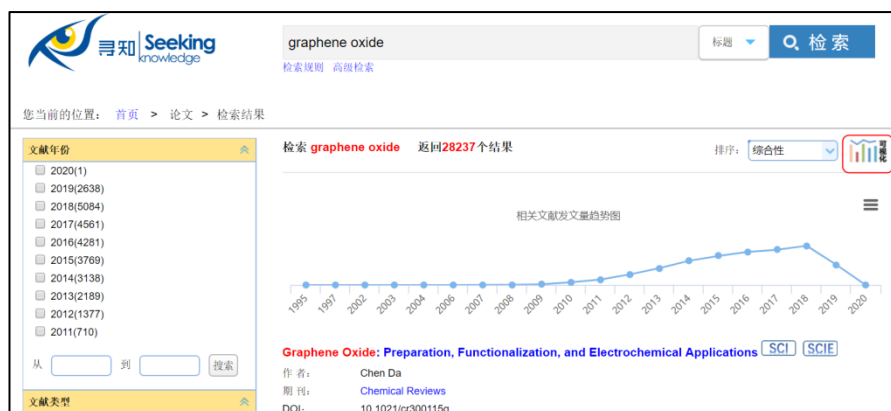 寻知 Seeking knowledge
graphene oxide
标题
检索
检索规则 高级检索
您当前的位置： 首页 > 论文 > 检索结果
文献年份
2020(1)
2019(2638)
2018(5084)
2017(4561)
2016(4281)
2015(3769)
2014(3138)
2013(2189)
2012(1377)
2011(710)
从 到 搜索
文献类型
检索 graphene oxide 返回28237个结果
排序： 综合性 可视化
相关文献发文量趋势图
1995 1997 2002 2003 2004 2006 2007 2008 2009 2010 2011 2012 2013 2014 2015 2016 2017 2018 2019 2020
Graphene Oxide: Preparation, Functionalization, and Electrochemical Applications SCI SCIE
作 者： Chen Da
期 刊： Chemical Reviews
DOI: 10.1021/cr300115g